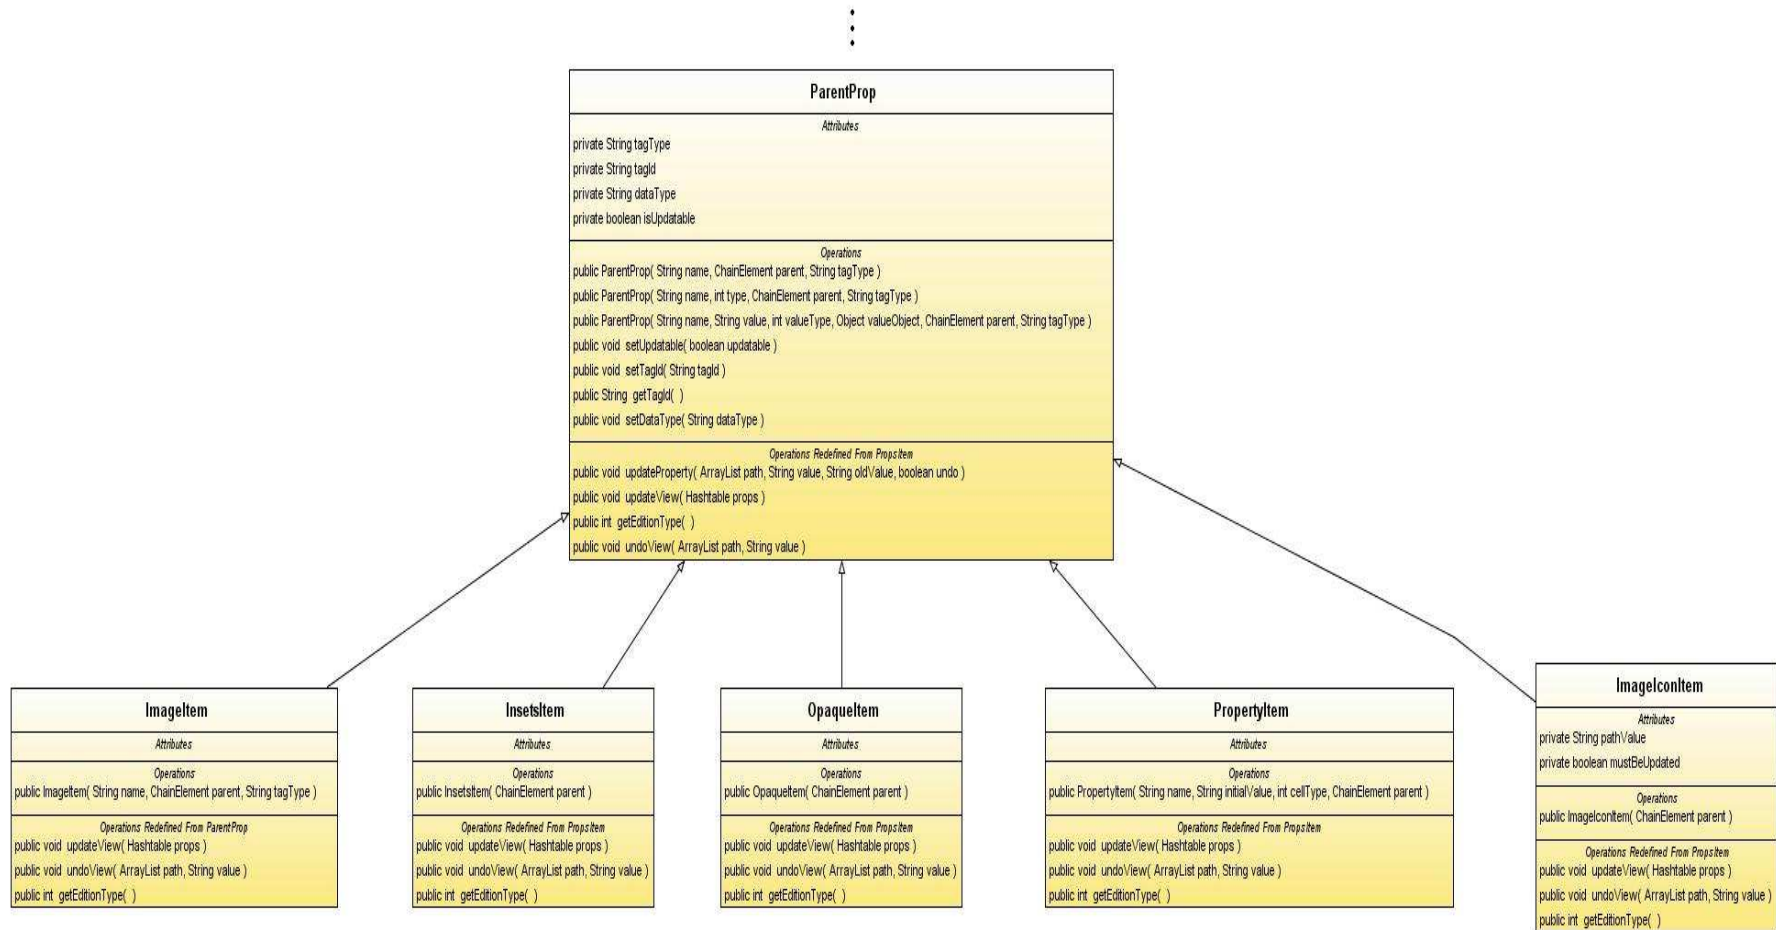 ParentProp
Attributes
private String tagType
private String tagId
private String dataType
private boolean isUpdatable
Operations
public ParentProp( String name, ChainElement parent, String tagType )
public ParentProp( String name, int type, ChainElement parent, String tagType )
public ParentProp( String name, String value, int valueType, Object valueObject, ChainElement parent, String tagType )
public void setUpdatable( boolean updatable )
public void setTagId( String tagId )
public String getTagId( )
public void setDataType( String dataType )
Operations Redefined From PropsItem
public void updateProperty( ArrayList path, String value, String oldValue, boolean undo )
public void updateView( Hashtable props )
public int getEditionType( )
public void undoView( ArrayList path, String value )
ImageItem
Attributes
Operations
public ImageItem( String name, ChainElement parent, String tagType )
Operations Redefined From ParentProp
public void updateView( Hashtable props )
public void undoView( ArrayList path, String value )
public int getEditionType( )
InsetsItem
Attributes
Operations
public InsetsItem( ChainElement parent )
Operations Redefined From PropsItem
public void updateView( Hashtable props )
public void undoView( ArrayList path, String value )
public int getEditionType( )
OpaqueItem
Attributes
Operations
public OpaqueItem( ChainElement parent )
Operations Redefined From PropsItem
public void updateView( Hashtable props )
public void undoView( ArrayList path, String value )
public int getEditionType( )
PropertyItem
Attributes
Operations
public PropertyItem( String name, String initialValue, int cellType, ChainElement parent )
Operations Redefined From PropsItem
public void updateView( Hashtable props )
public void undoView( ArrayList path, String value )
public int getEditionType( )
ImageIconItem
Attributes
private String pathValue
private boolean mustBeUpdated
Operations
public ImageIconItem( ChainElement parent )
Operations Redefined From PropsItem
public void updateView( Hashtable props )
public void undoView( ArrayList path, String value )
public int getEditionType( )